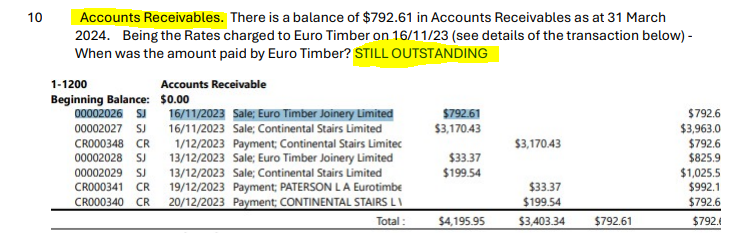 10 Accounts Receivables. There is a balance of $792.61 in Accounts Receivables as at 31 March
2024. Being the Rates charged to Euro Timber on 16/11/23 (see details of the transaction below) -
When was the amount paid by Euro Timber? STILL OUTSTANDING
1-1200 Accounts Receivable
Beginning Balance: $0.00
00002026 SJ 16/11/2023 Sale; Euro Timber Joinery Limited $792.61 $792.6
00002027 SJ 16/11/2023 Sale; Continental Stairs Limited $3,170.43 $3,963.0
CR000348 CR 1/12/2023 Payment; Continental Stairs Limitec $3,170.43 $792.6
00002028 SJ 13/12/2023 Sale; Euro Timber Joinery Limited $33.37 $825.9
00002029 SJ 13/12/2023 Sale; Continental Stairs Limited $199.54 $1,025.5
CR000341 CR 19/12/2023 Payment; PATERSON L A Eurotimbe $33.37 $992.1
CR000340 CR 20/12/2023 Payment; CONTINENTAL STAIRS L \ $199.54 $792.6
Total : $4,195.95 $3,403.34 $792.61 $792.6